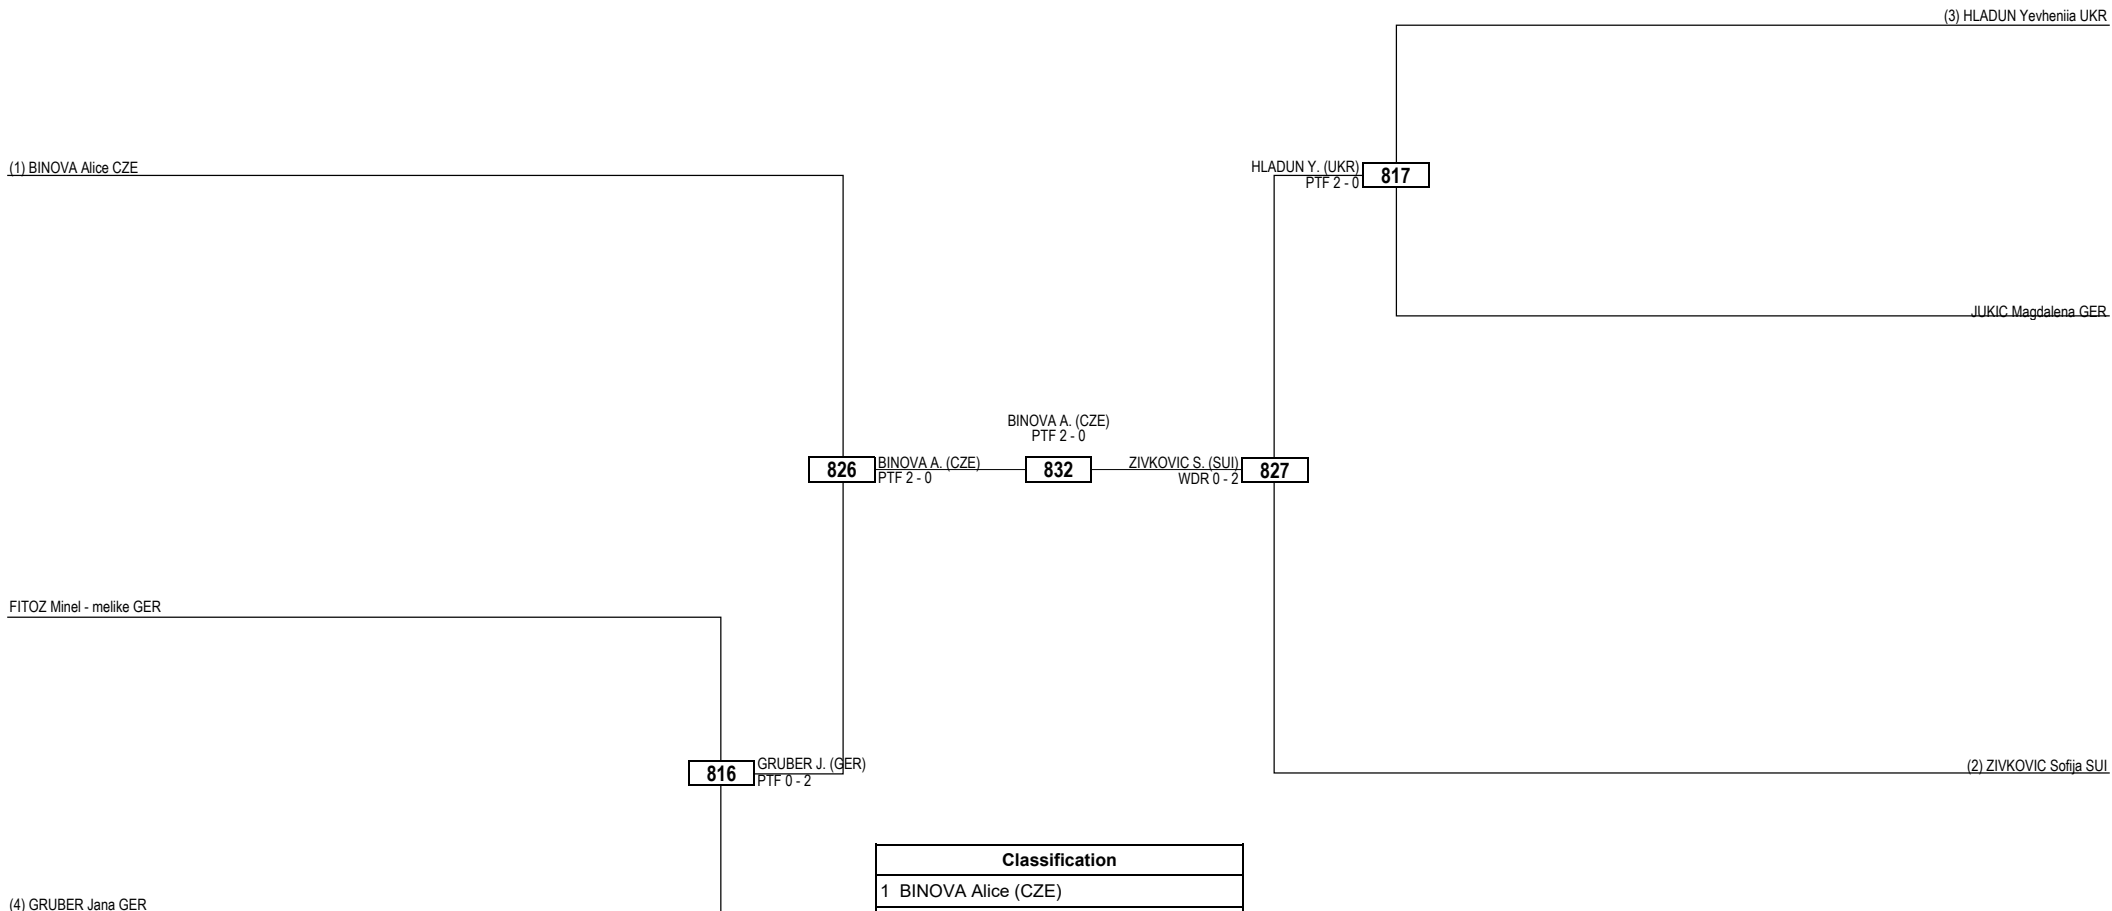 (3) HLADUN Yevheniia UKR
(1) BINOVA Alice CZE
HLADUN Y. (UKR)
PTF 2 - 0
817
JUKIC Magdalena GER
BINOVA A. (CZE)
PTF 2 - 0
826
BINOVA A. (CZE)
PTF 2 - 0
832
ZIVKOVIC S. (SUI)
WDR 0 - 2
827
FITOZ Minel - melike GER
816
GRUBER J. (GER)
PTF 0 - 2
(2) ZIVKOVIC Sofija SUI
Classification
1 BINOVA Alice (CZE)
(4) GRUBER Jana GER